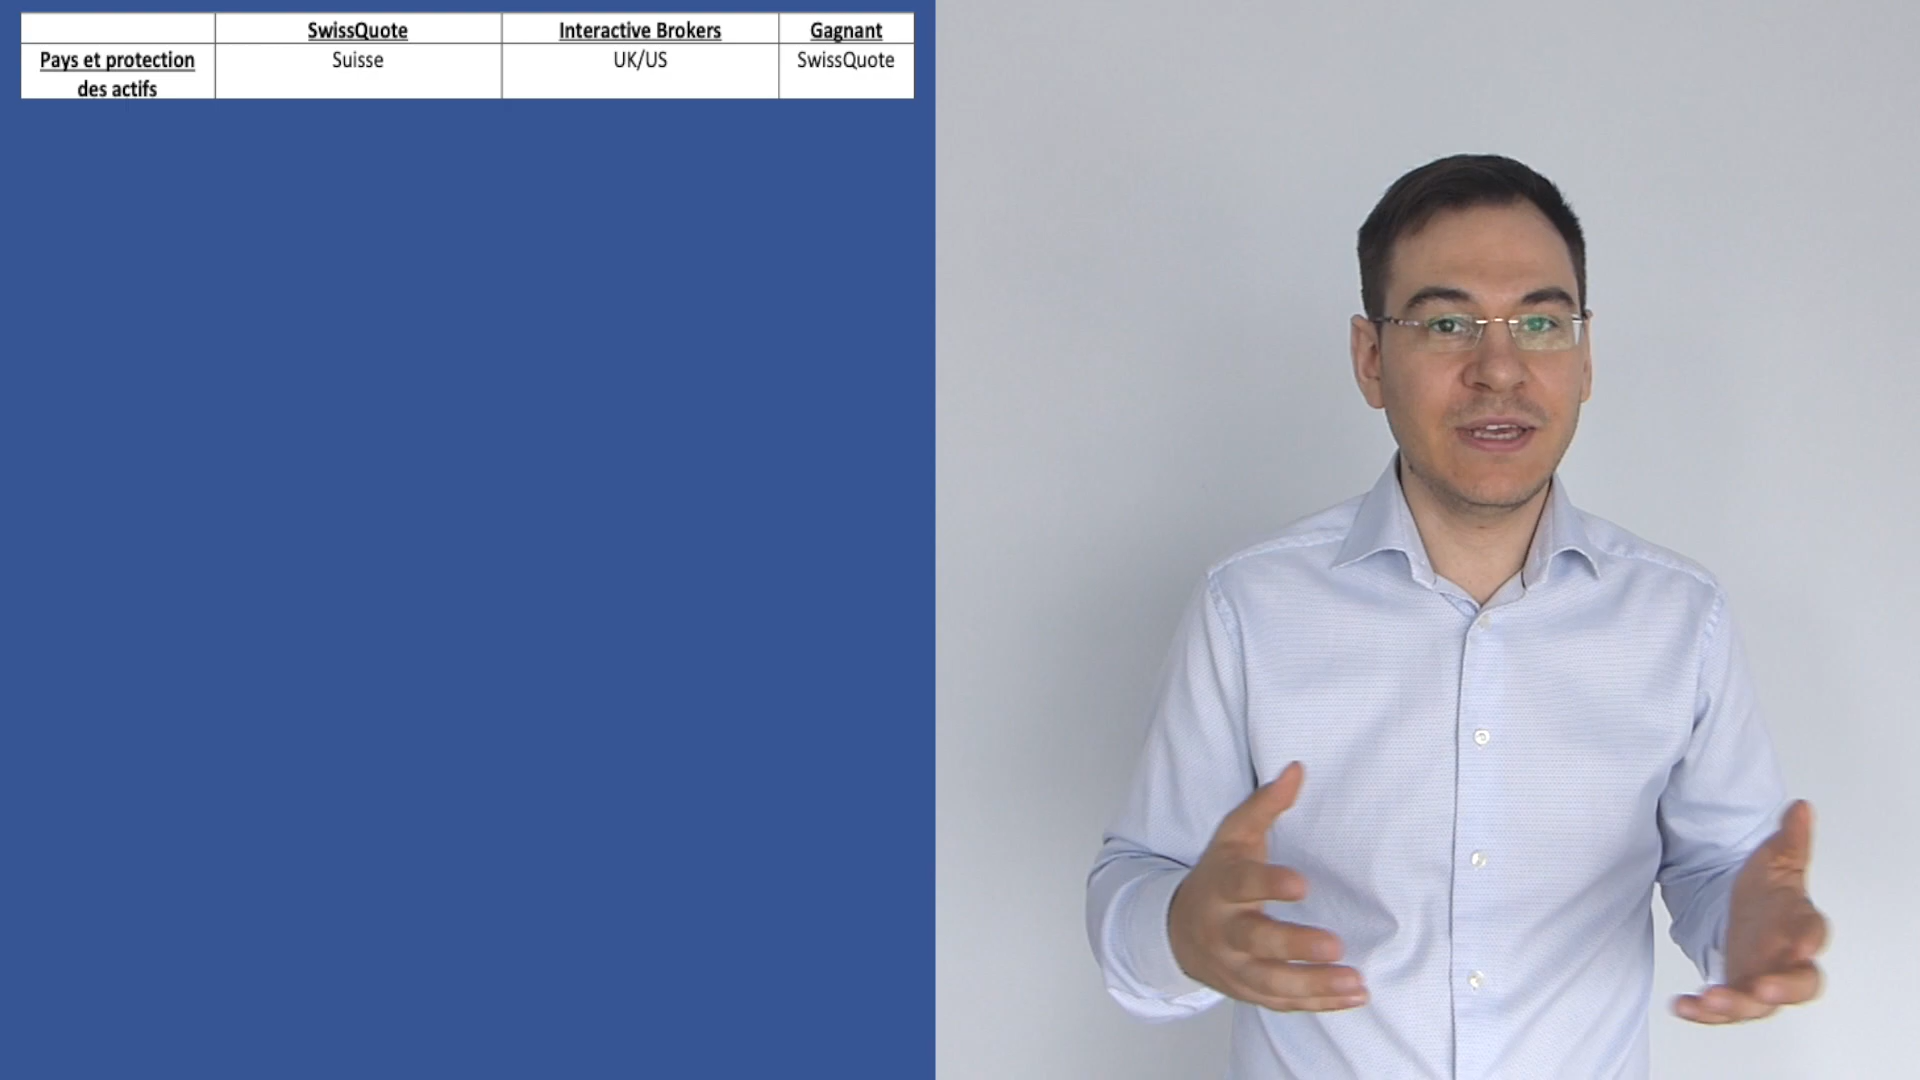 SwissQuote Interactive Brokers Gagnant
Pays et protection Suisse UK/US SwissQuote
des actifs